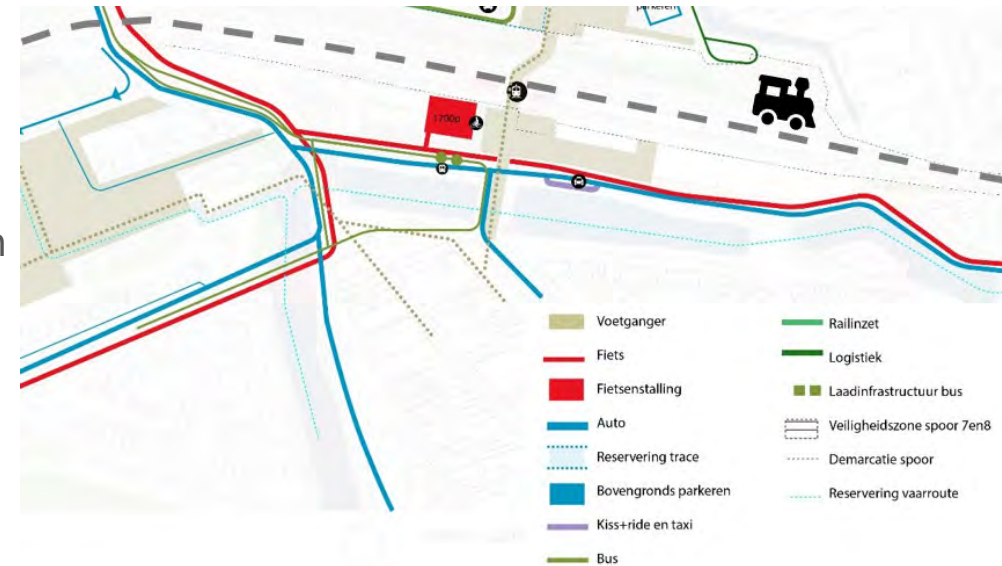 parkeren
1700p
n
Voetganger
Fiets
Fietsenstalling
Auto
Reservering trace
Bovengronds parkeren
Kiss+ride en taxi
Bus
Railinzet
Logistiek
Laadinfrastructuur bus
Veiligheidszone spoor 7en8
Demarcatie spoor
Reservering vaarroute